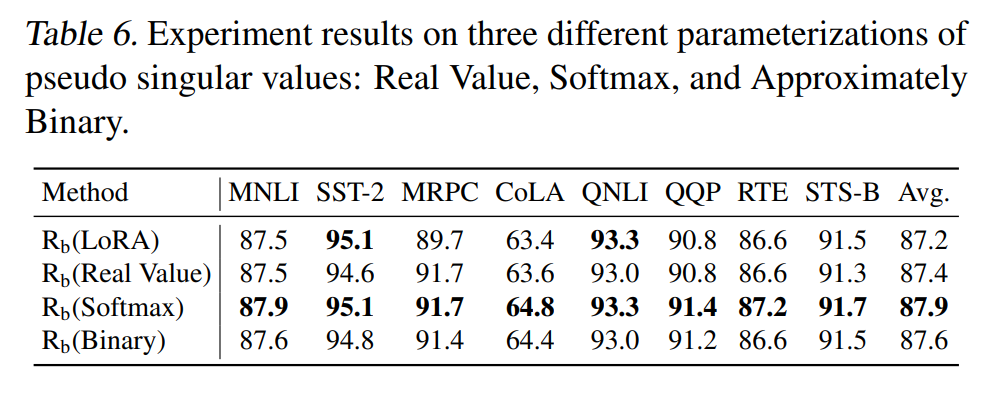 Table 6. Experiment results on three different parameterizations of
pseudo singular values: Real Value, Softmax, and Approximately
Binary.
Method MNLI SST-2 MRPC CoLA QNLI QQP RTE STS-B Avg.
Rb(LoRA) 87.5 95.1 89.7 63.4 93.3 90.8 86.6 91.5 87.2
Rb(Real Value) 87.5 94.6 91.7 63.6 93.0 90.8 86.6 91.3 87.4
Rb(Softmax) 87.9 95.1 91.7 64.8 93.3 91.4 87.2 91.7 87.9
Rb(Binary) 87.6 94.8 91.4 64.4 93.0 91.2 86.6 91.5 87.6